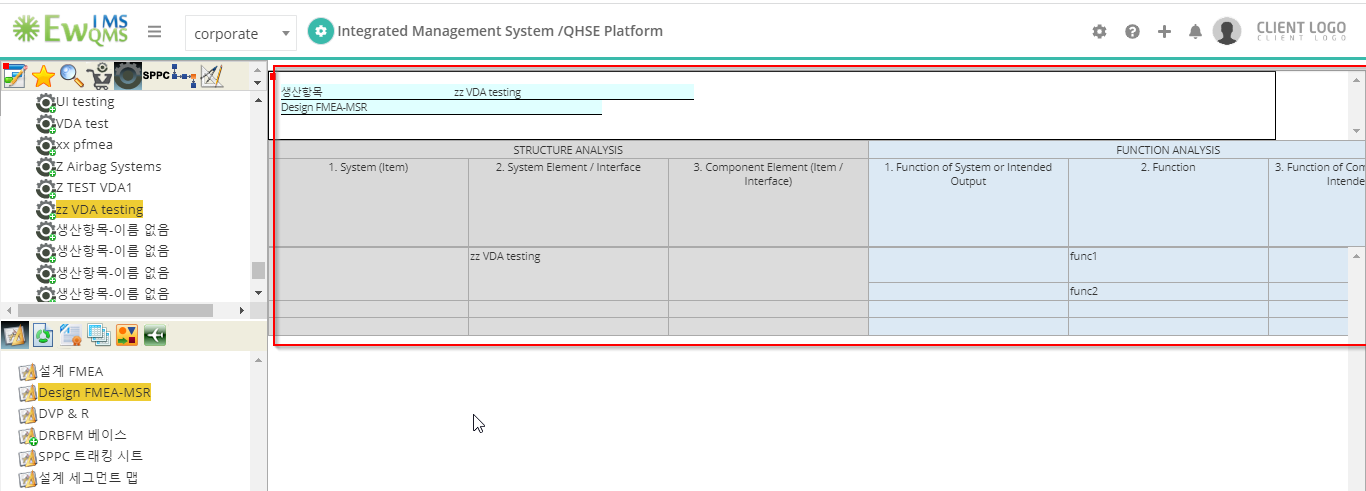 EwQMS IMS
corporate
Integrated Management System /QHSE Platform
CLIENT LOGO
CLIENT LOGO
SPPC
UI testing
VDA test
xx pfmea
Z Airbag Systems
Z TEST VDA1
zz VDA testing
생산항목-이름 없음
생산항목-이름 없음
생산항목-이름 없음
생산항목-이름 없음
설계 FMEA
Design FMEA-MSR
DVP & R
DRBFM 베이스
SPPC 트래킹 시트
설계 세그먼트 맵
생산항목 zz VDA testing
Design FMEA-MSR
STRUCTURE ANALYSIS
FUNCTION ANALYSIS
1. System (Item)
2. System Element / Interface
3. Component Element (Item /
Interface)
1. Function of System or Intended
Output
2. Function
3. Function of Com
Intende
zz VDA testing
func1
func2